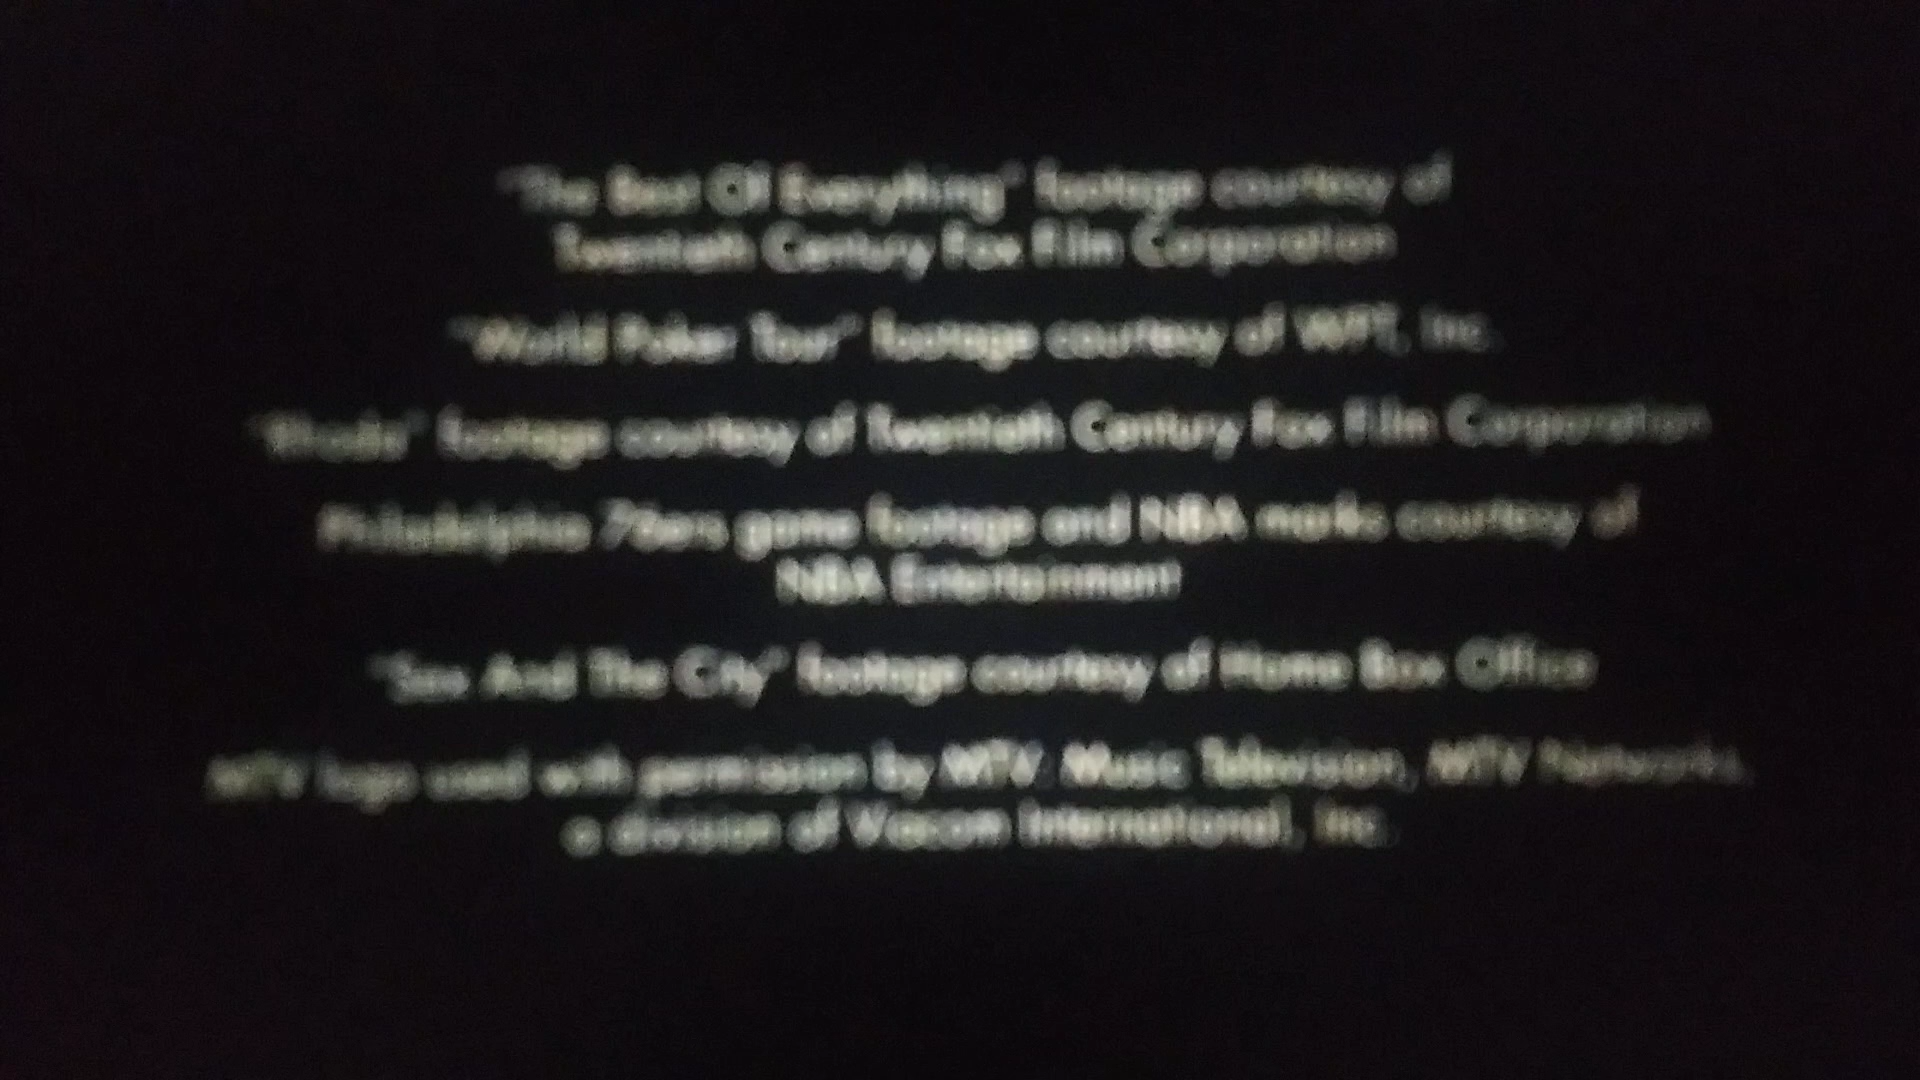 "The Best Of Everything" footage courtesy of
Twentieth Century Fox Film Corporation
"World Poker Tour" footage courtesy of WPT, Inc.
footage courtesy of Twentieth Century Fox Film Corporation
Philadelphia 76ers game footage and NBA marks courtesy of
NBA Entertainment
"Sex And The City" footage courtesy of Home Box Office
MTV logo used with permission by MTV Music Television, MTV Networks,
a division of Viacom International, Inc.